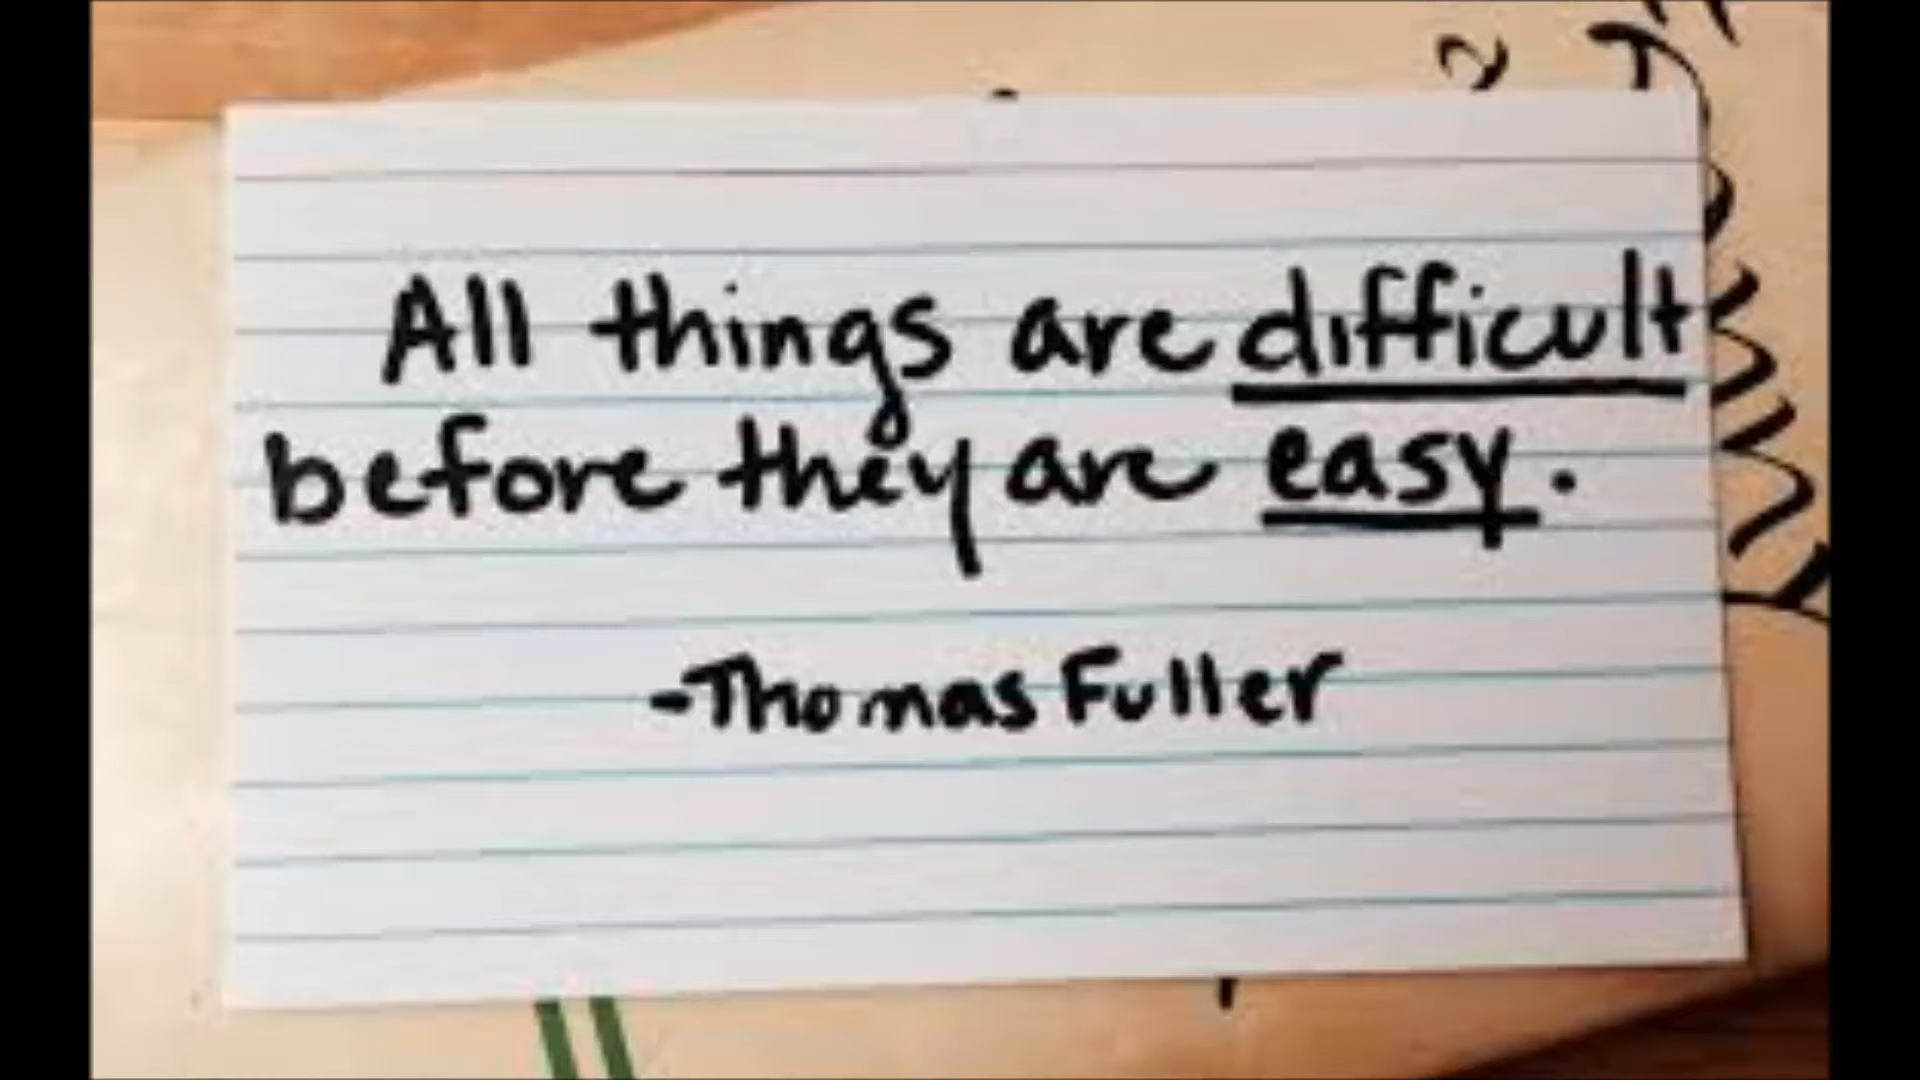 All things are difficult
before they are easy.
-Thomas Fuller